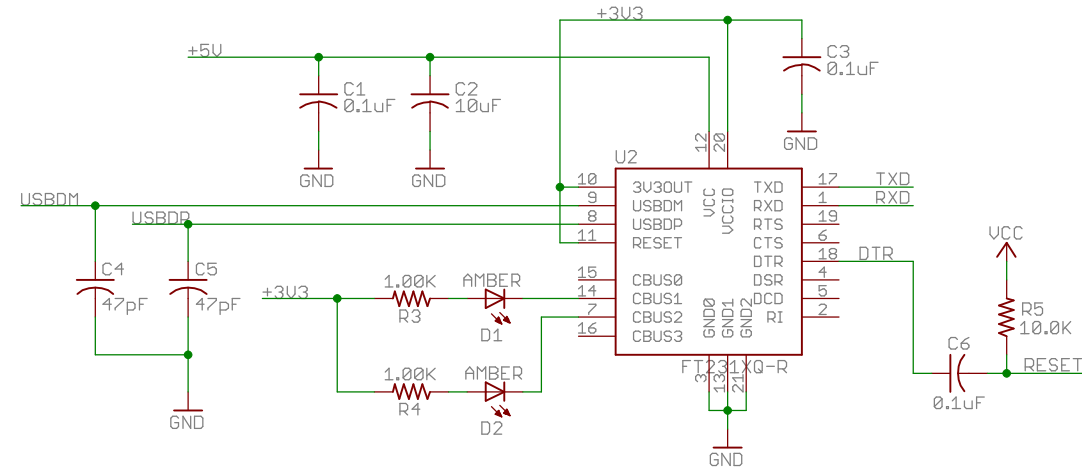 +3V3
+5V
C3
0.1uF
C1
0.1uF
C2
10uF
GND
GND
GND
U2
12
20
10
3V3OUT
VCC
VCCIO
TXD
17
TXD
USBDM
9
USBDM
RXD
1
RXD
USBDP
8
USBDP
RTS
19
11
RESET
CTS
6
DTR
18
DTR
VCC
C4
47pF
C5
47pF
15
CBUS0
DSR
4
+3V3
1.00K
R3
AMBER
D1
14
CBUS1
DCD
5
7
CBUS2
RI
2
16
CBUS3
GND0
GND1
GND2
R5
10.0K
FT231XQ-R
3
13
21
C6
0.1uF
RESET
1.00K
R4
AMBER
D2
GND
GND